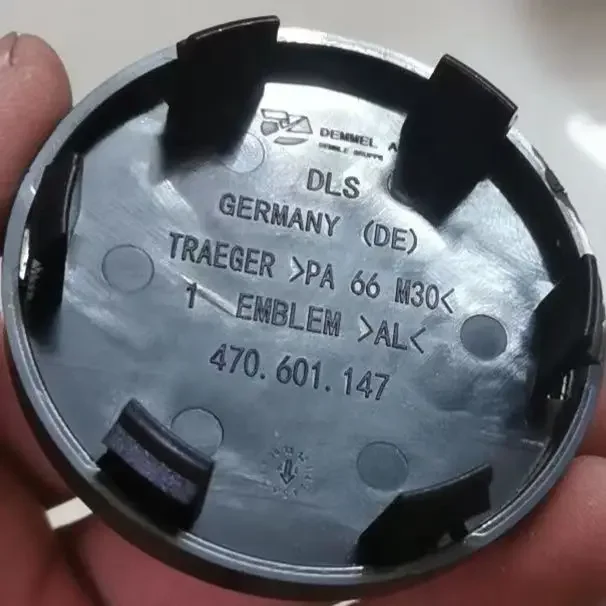 DEMMEL A
DLS
GERMANY (DE)
TRAEGER >PA 66 M30<
1 EMBLEM >AL<
470.601.147